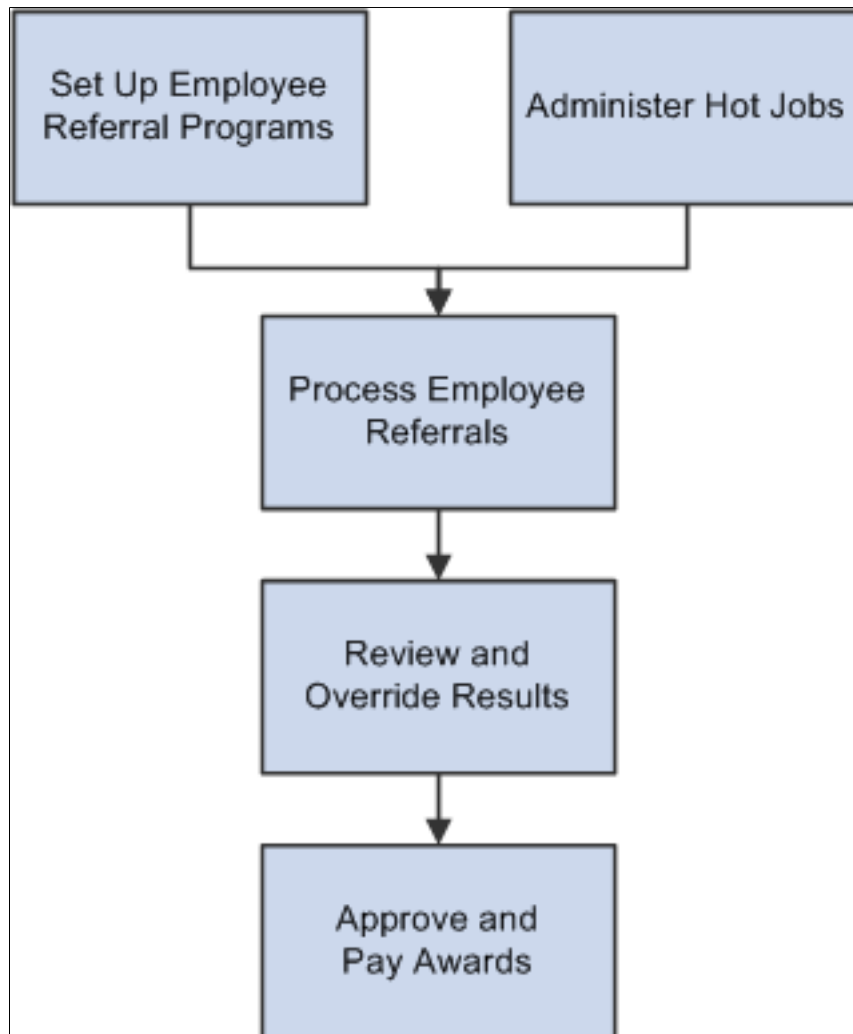 Set Up Employee
Referral Programs
Administer Hot Jobs
Process Employee
Referrals
Review and
Override Results
Approve and
Pay Awards